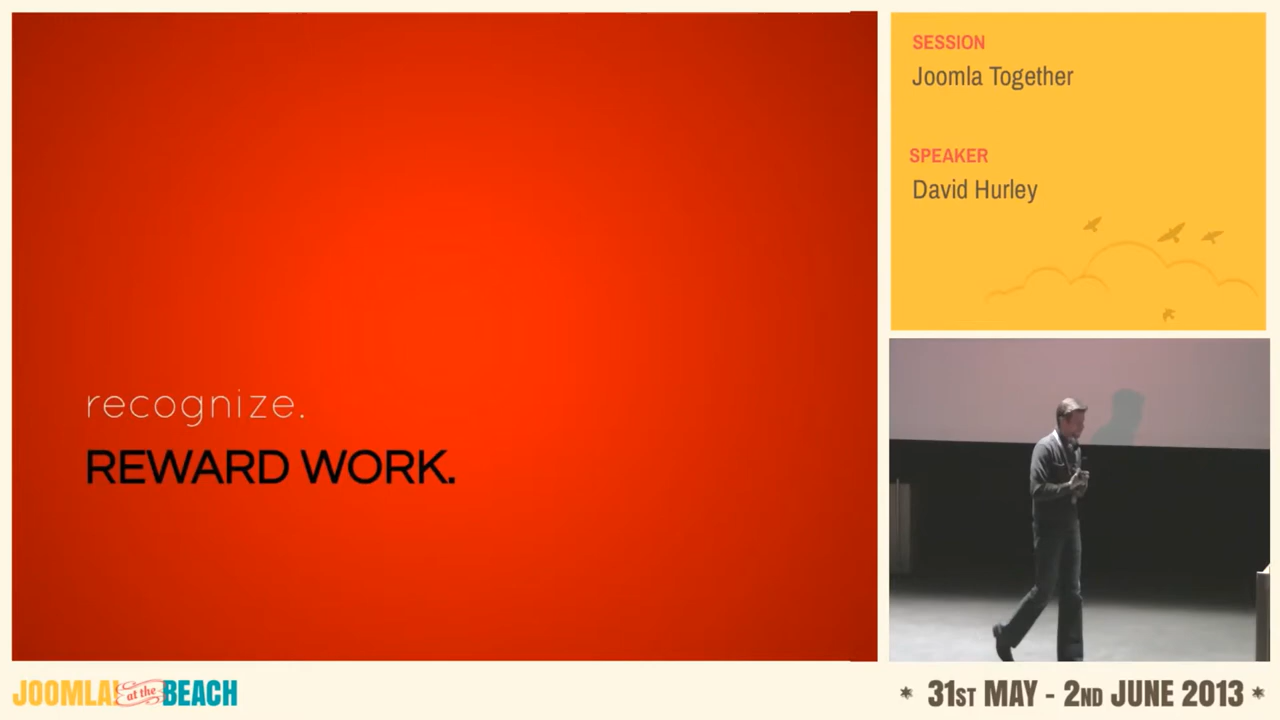 recognize.
REWARD WORK.
SESSION
Joomla Together
SPEAKER
David Hurley
JOOMLA! at the BEACH
* 31ST MAY - 2ND JUNE 2013 *